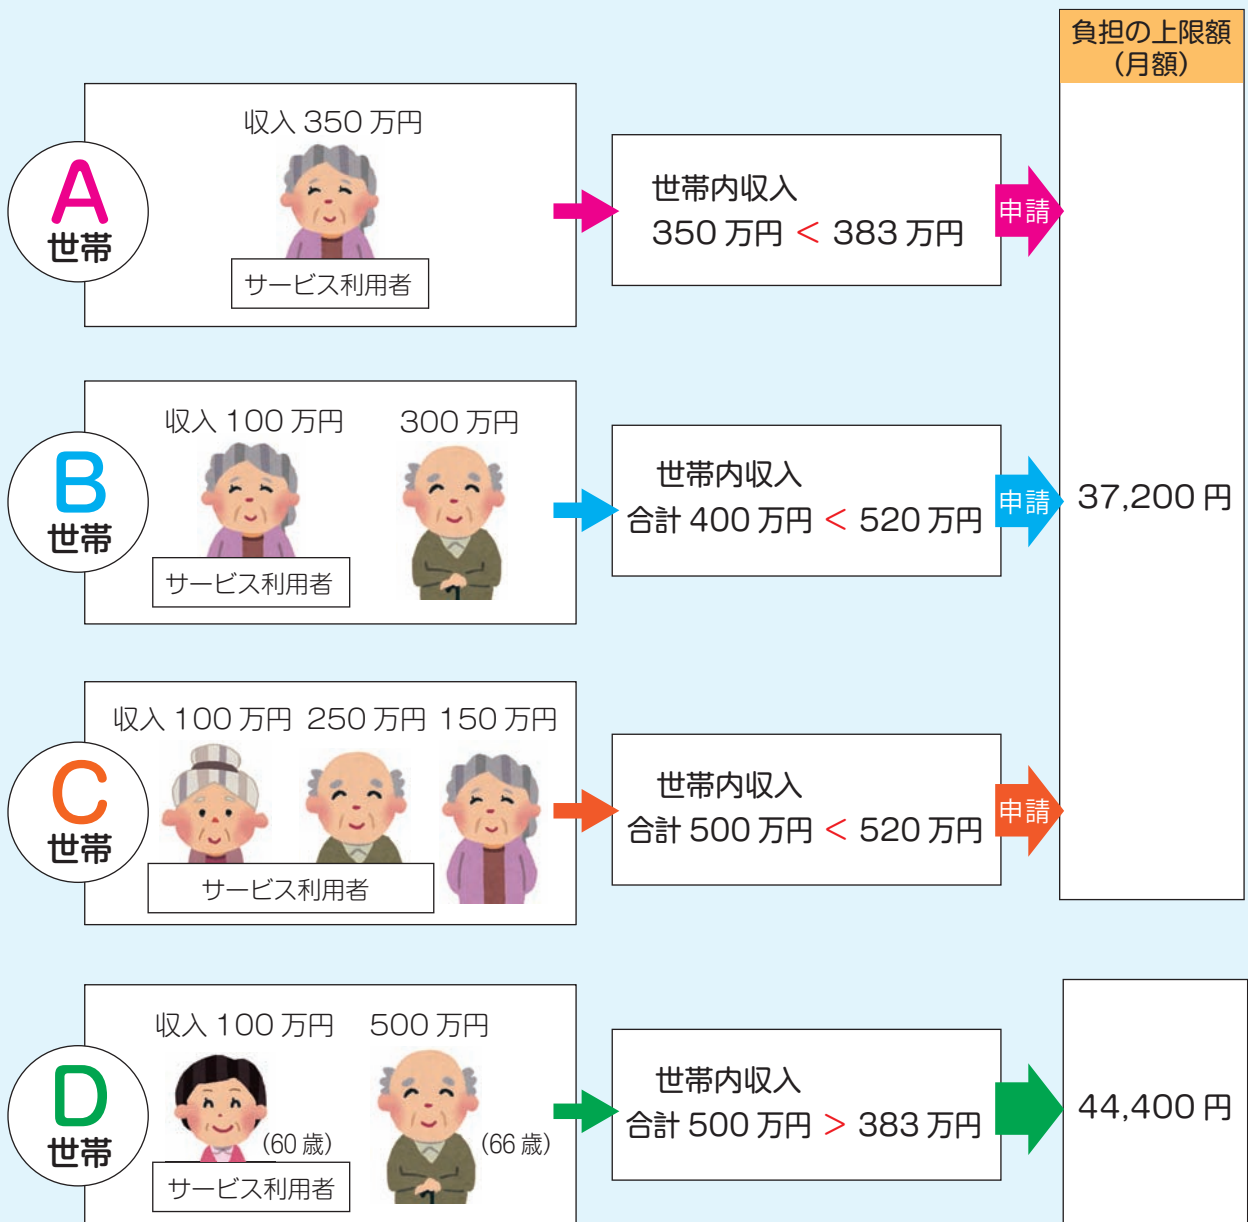 負担の上限額
（月額）
A
世帯
収入 350 万円
サービス利用者
世帯内収入
350 万円 < 383 万円
申請
B
世帯
収入 100 万円
300 万円
サービス利用者
世帯内収入
合計 400 万円 < 520 万円
申請
37,200 円
C
世帯
収入 100 万円 250 万円 150 万円
サービス利用者
世帯内収入
合計 500 万円 < 520 万円
申請
D
世帯
収入 100 万円
500 万円
（60 歳）
（66 歳）
サービス利用者
世帯内収入
合計 500 万円 > 383 万円
44,400 円